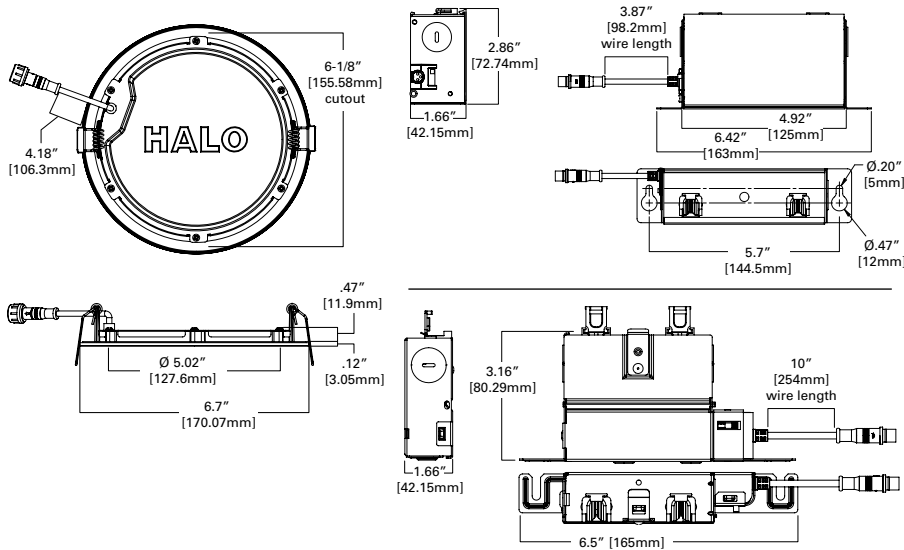 6-1/8”
[155.58mm]
cutout
HALO
4.18”
[106.3mm]
2.86”
[72.74mm]
1.66”
[42.15mm]
3.87”
[98.2mm]
wire length
4.92”
[125mm]
6.42”
[163mm]
Ø.20”
[5mm]
5.7”
[144.5mm]
Ø.47”
[12mm]
.47”
[11.9mm]
.12”
[3.05mm]
Ø 5.02”
[127.6mm]
6.7”
[170.07mm]
1.66”
[42.15mm]
3.16”
[80.29mm]
10”
[254mm]
wire length
6.5” [165mm]